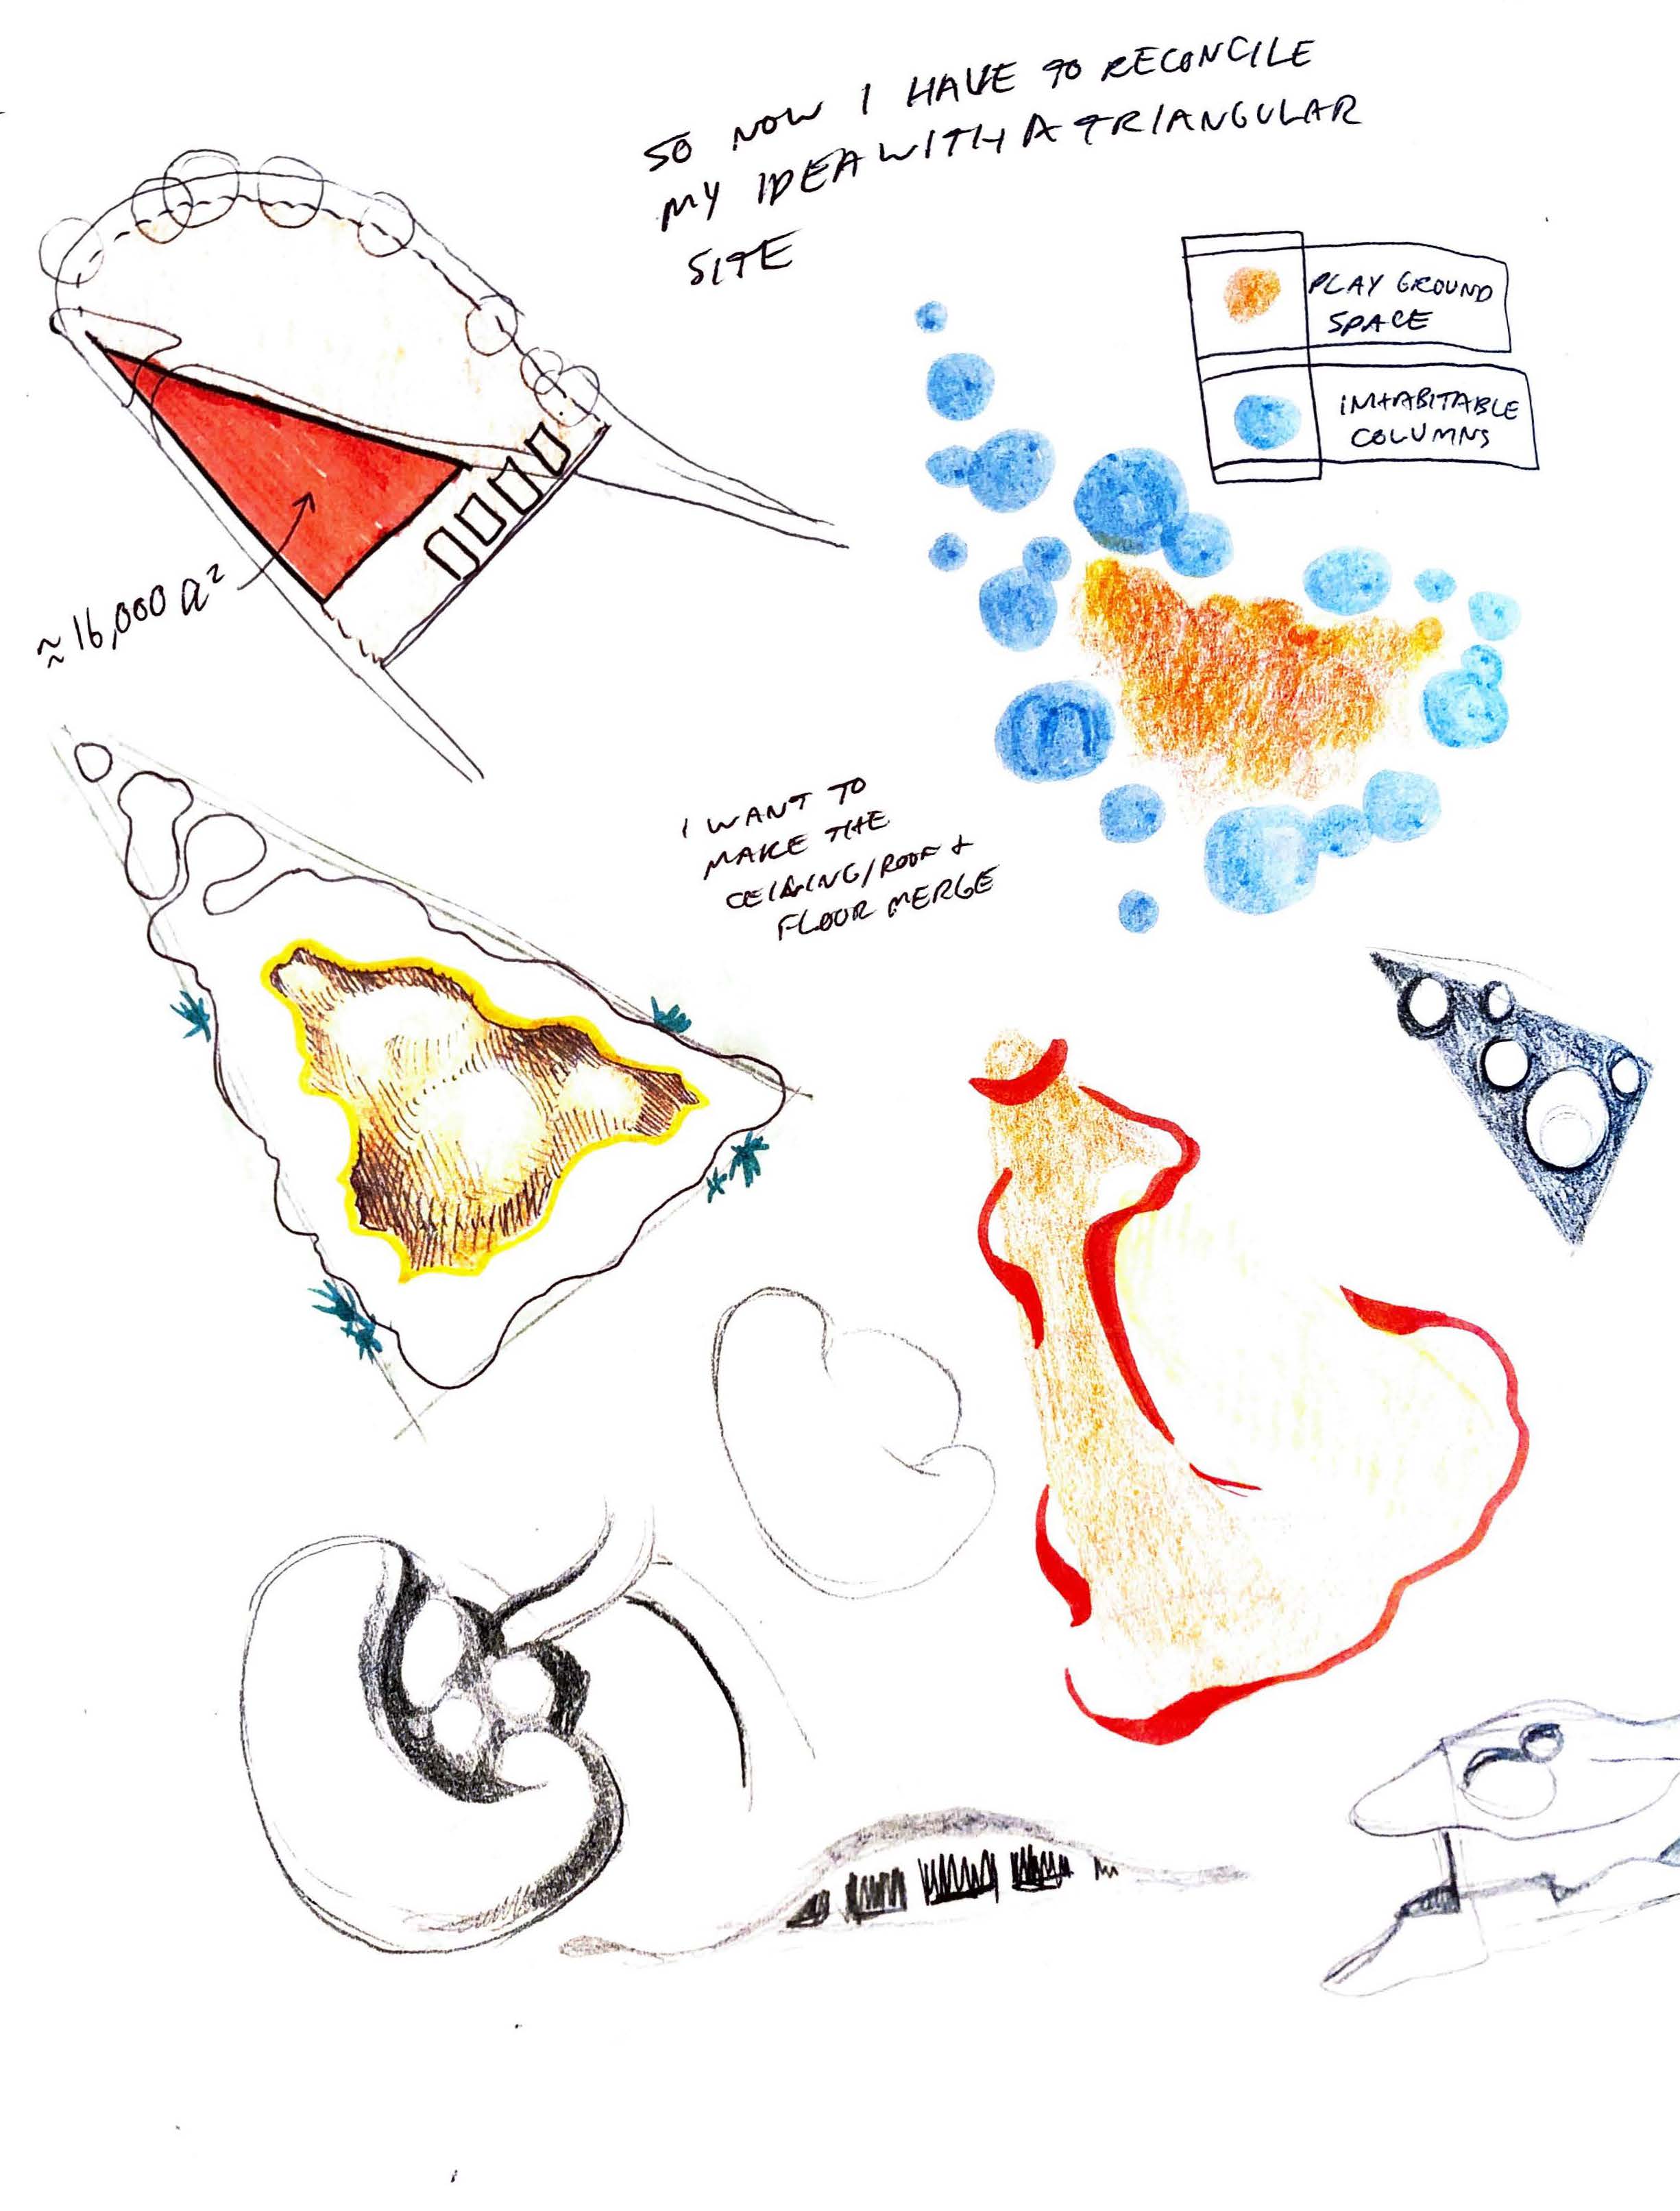 SO NOW I HAVE TO RECONCILE
MY IDEA WITH A TRIANGULAR
SITE
PLAY GROUND
SPACE
INHABITABLE
COLUMNS
≈16,000
I WANT TO
MAKE THE
CEILING/ROOF +
FLOOR MERGE